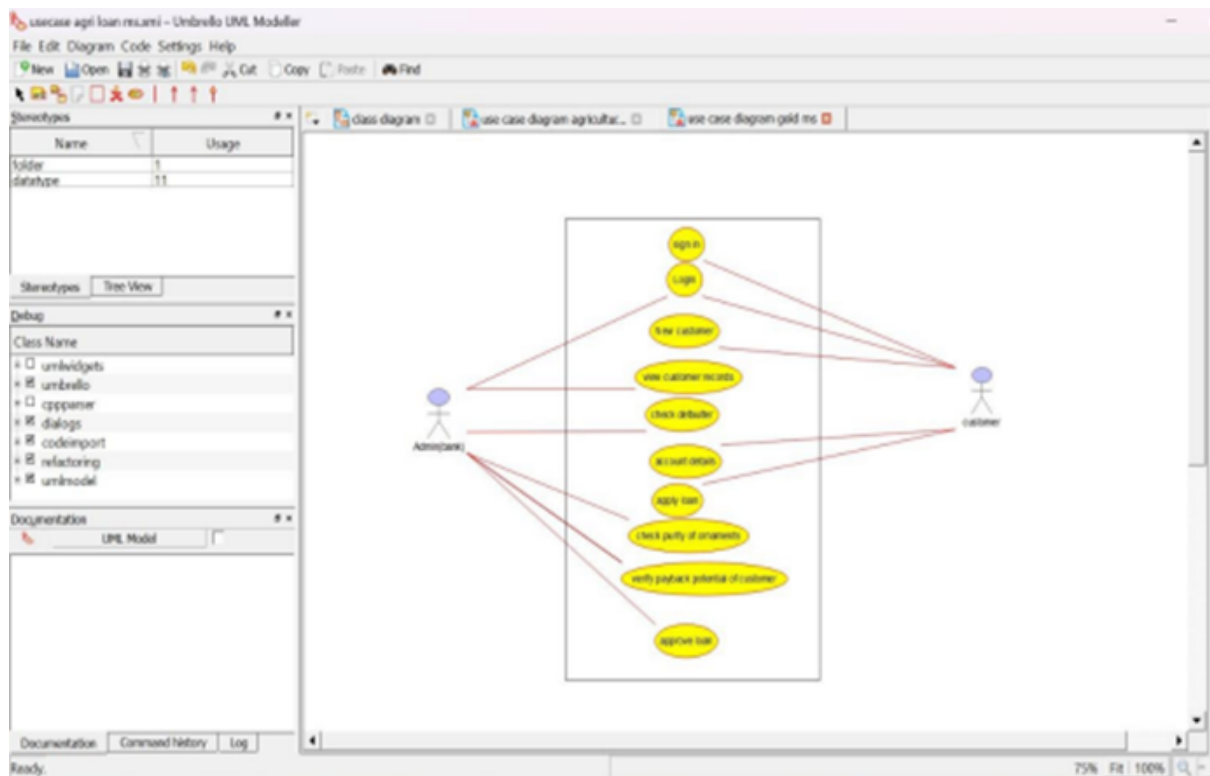 usecase agri loan ms.xmi – Umbrello UML Modeller
File Edit Diagram Code Settings Help
New Open Cut Copy Paste Find
Stereotypes
class diagram
use case diagram agricultur...
use case diagram gold ms
Name Usage
folder 1
datatype 11
Stereotypes Tree View
Debug
Class Name
umlwidgets
umbrello
cppparser
dialogs
codeimport
refactoring
umlmodel
Documentation
UML Model
Documentation Command history Log
sign in
Login
New customer
view customer records
check defaulter
account details
apply loan
check purity of ornaments
verify payback potential of customer
approve loan
Admin(bank)
customer
Ready.
75% Fit 100%